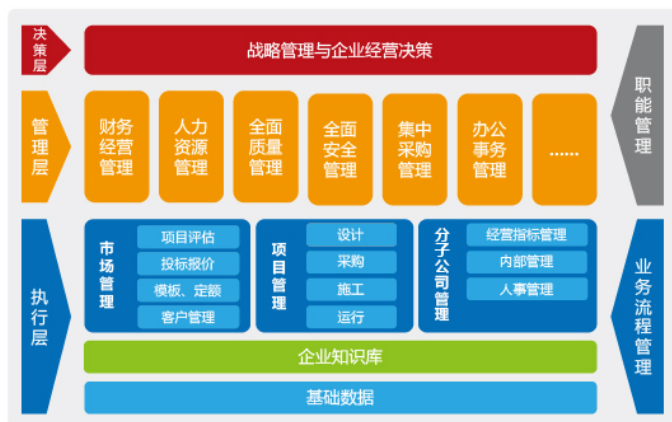 决策层
战略管理与企业经营决策
职能管理
管理层
财务
经营
管理
人力
资源
管理
全面
质量
管理
全面
安全
管理
集中
采购
管理
办公
事务
管理
......
执行层
市场管理
项目评估
投标报价
模板、定额
客户管理
项目管理
设计
采购
施工
运行
分子公司管理
经营指标管理
内部管理
人事管理
业务流程管理
企业知识库
基础数据